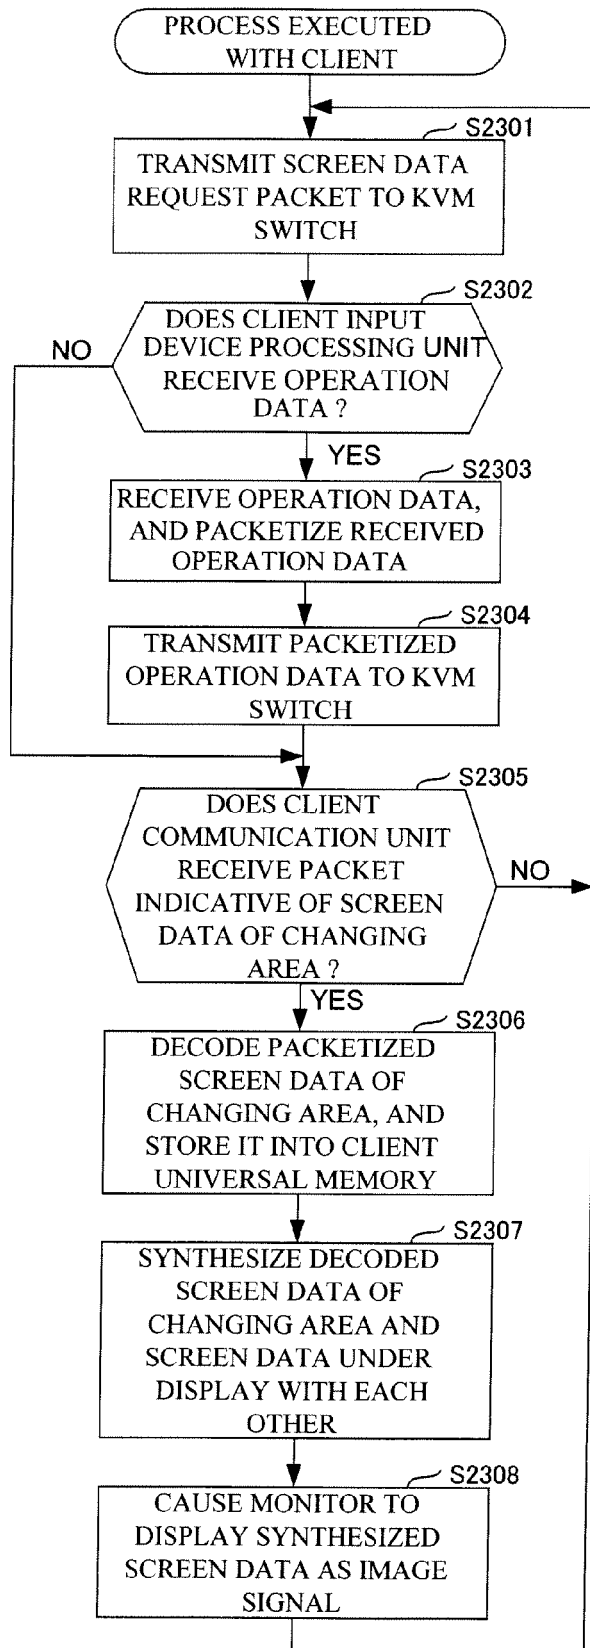 PROCESS EXECUTED
WITH CLIENT
S2301
TRANSMIT SCREEN DATA
REQUEST PACKET TO KVM
SWITCH
S2302
DOES CLIENT INPUT
DEVICE PROCESSING UNIT
RECEIVE OPERATION
DATA ?
NO
YES
S2303
RECEIVE OPERATION DATA,
AND PACKETIZE RECEIVED
OPERATION DATA
S2304
TRANSMIT PACKETIZED
OPERATION DATA TO KVM
SWITCH
S2305
DOES CLIENT
COMMUNICATION UNIT
RECEIVE PACKET
INDICATIVE OF SCREEN
DATA OF CHANGING
AREA ?
NO
YES
S2306
DECODE PACKETIZED
SCREEN DATA OF
CHANGING AREA, AND
STORE IT INTO CLIENT
UNIVERSAL MEMORY
S2307
SYNTHESIZE DECODED
SCREEN DATA OF
CHANGING AREA AND
SCREEN DATA UNDER
DISPLAY WITH EACH
OTHER
S2308
CAUSE MONITOR TO
DISPLAY SYNTHESIZED
SCREEN DATA AS IMAGE
SIGNAL